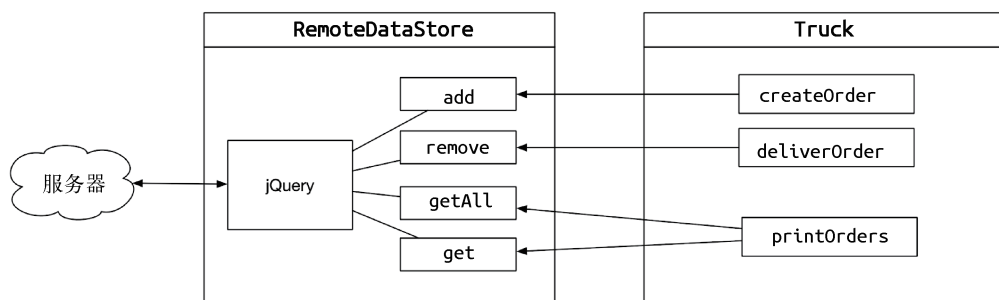 RemoteDataStore
Truck
add
createOrder
remove
deliverOrder
服务器
jQuery
getAll
printOrders
get